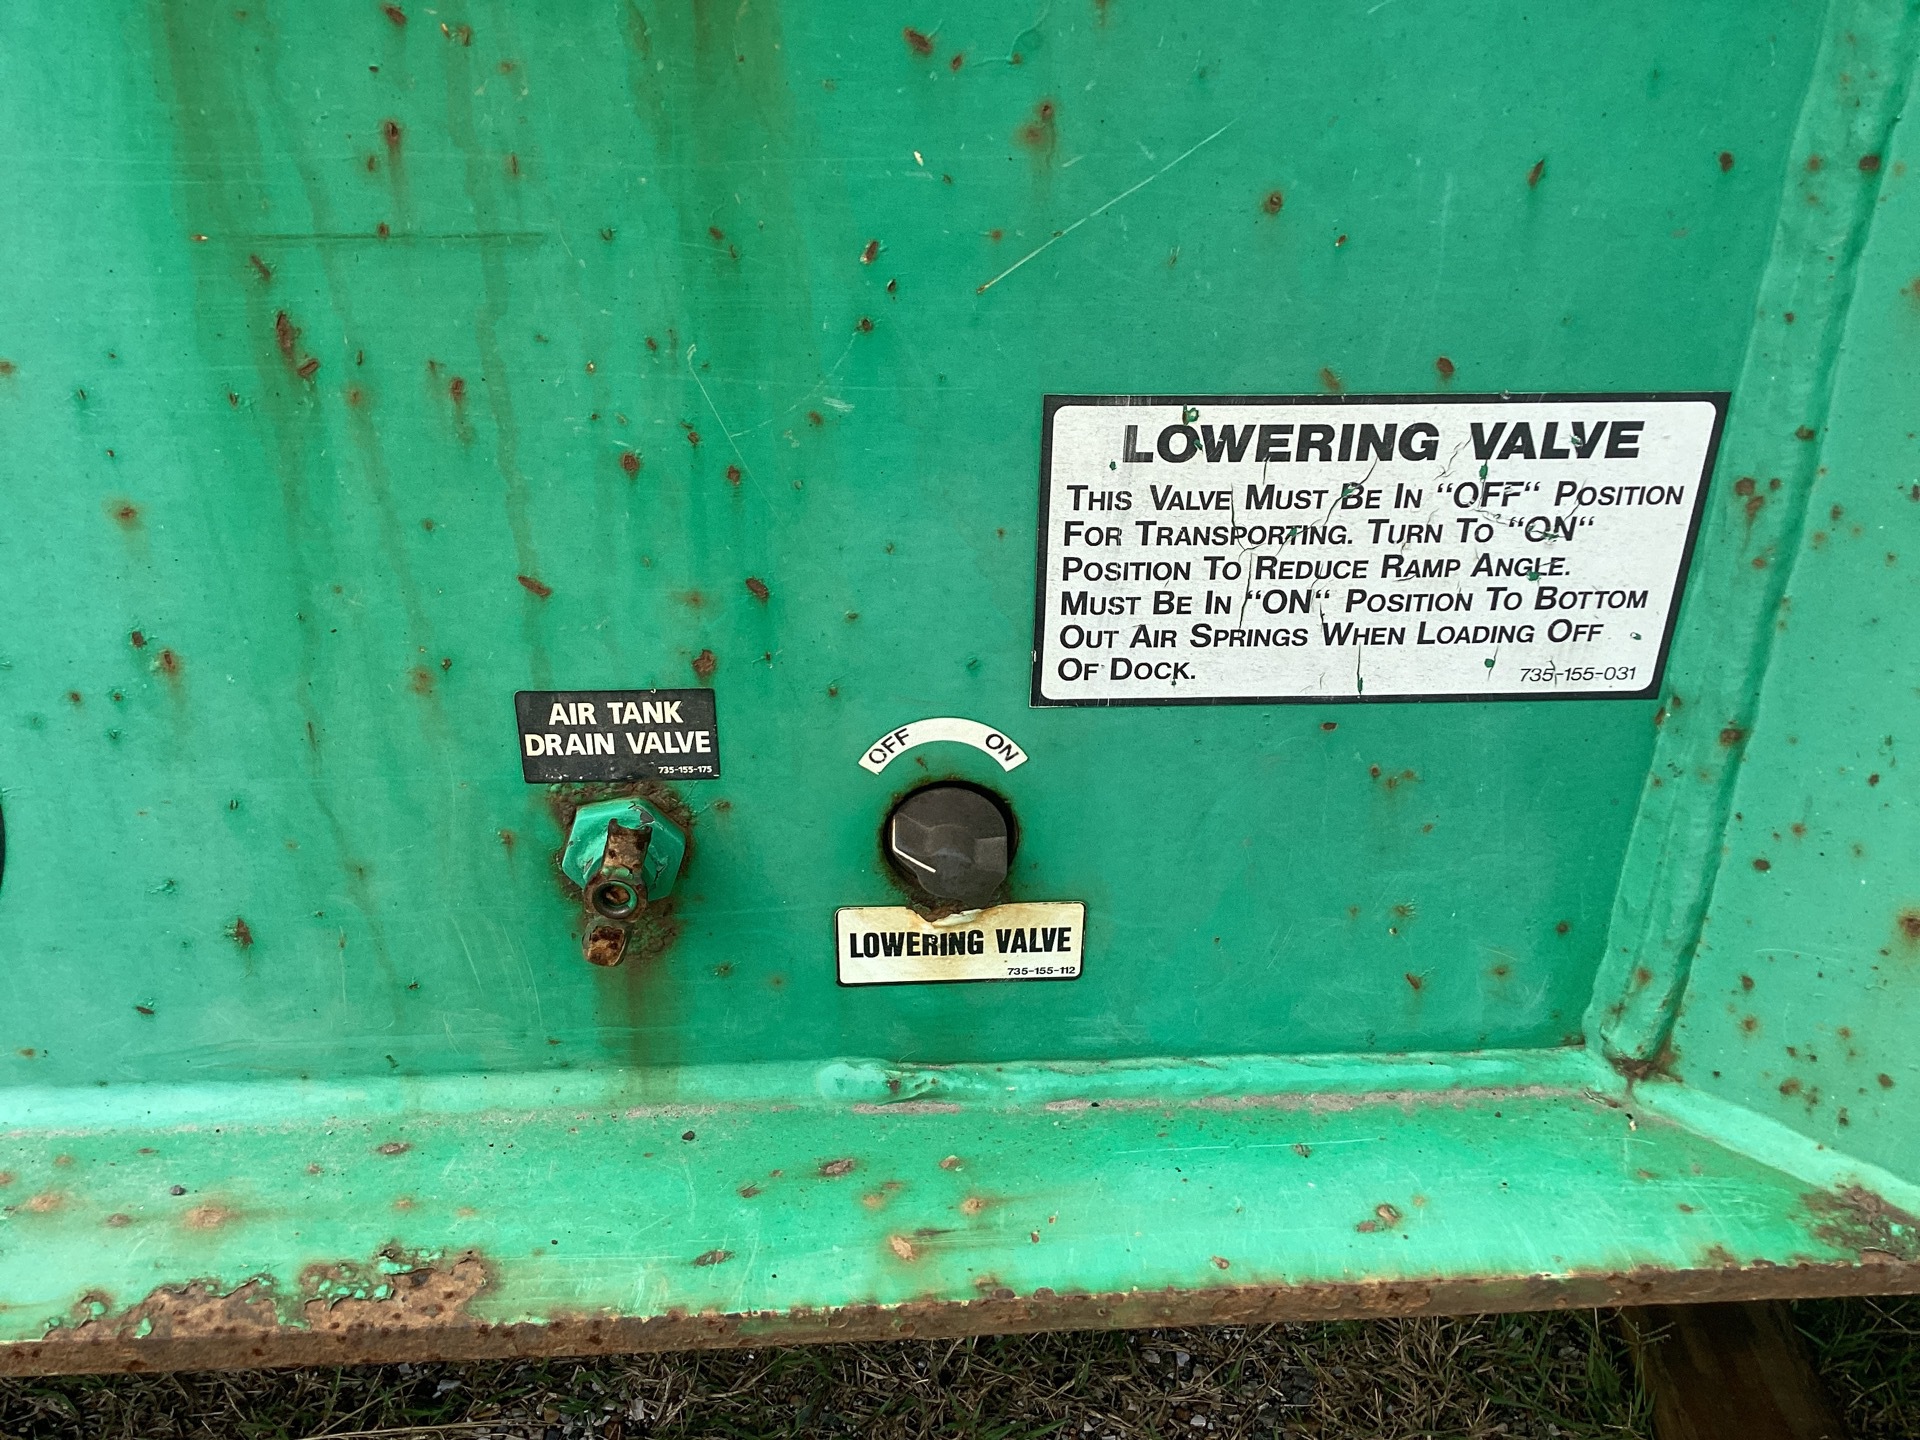 LOWERING VALVE
THIS VALVE MUST BE IN "OFF" POSITION
FOR TRANSPORTING. TURN TO "ON"
POSITION TO REDUCE RAMP ANGLE.
MUST BE IN "ON" POSITION TO BOTTOM
OUT AIR SPRINGS WHEN LOADING OFF
OF DOCK.
735-155-031
AIR TANK
DRAIN VALVE
735-155-175
OFF ON
LOWERING VALVE
735-155-112